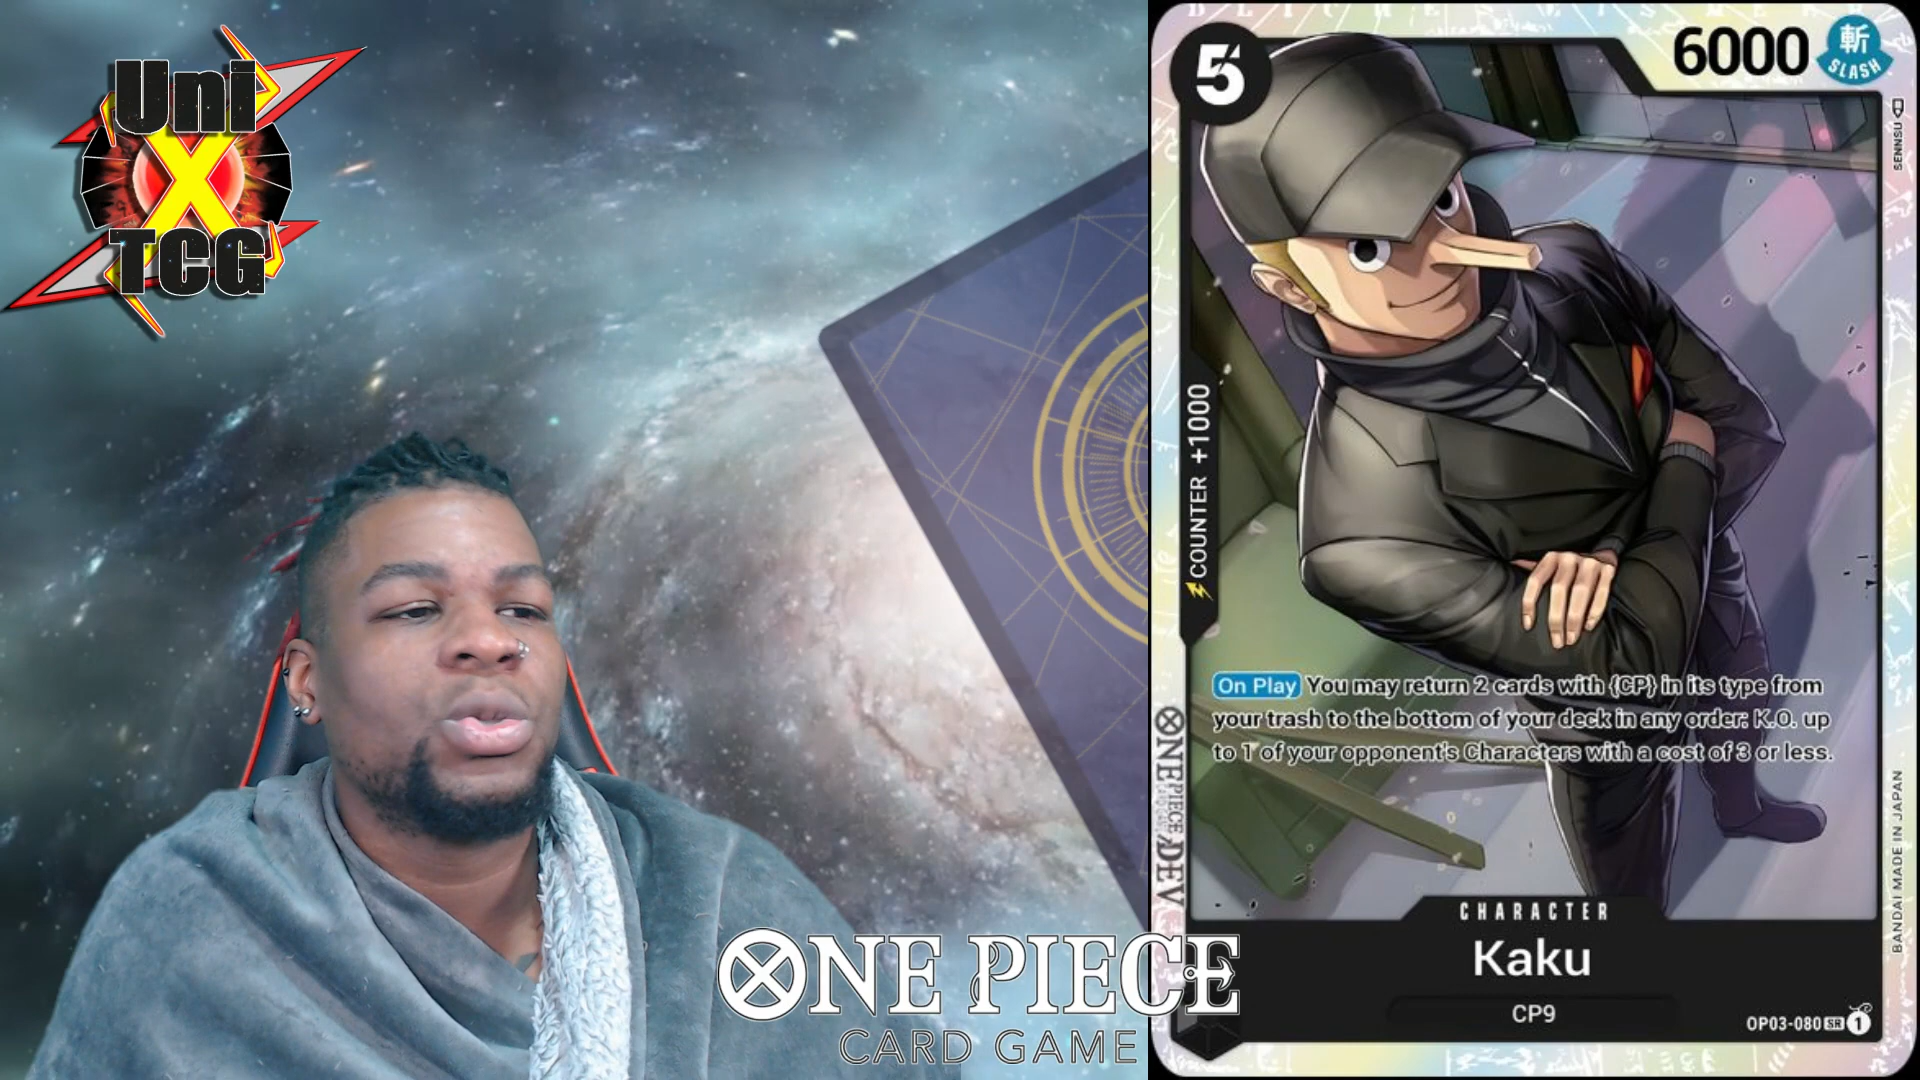 Uni
X
TCG
5
6000
斬
SLASH
SENNSU
COUNTER +1000
On Play You may return 2 cards with {CP} in its type from
your trash to the bottom of your deck in any order: K.O. up
to 1 of your opponent's Characters with a cost of 3 or less.
BANDAI MADE IN JAPAN
CHARACTER
Kaku
CP9
OP03-080 SR 1
ONE PIECE
CARD GAME